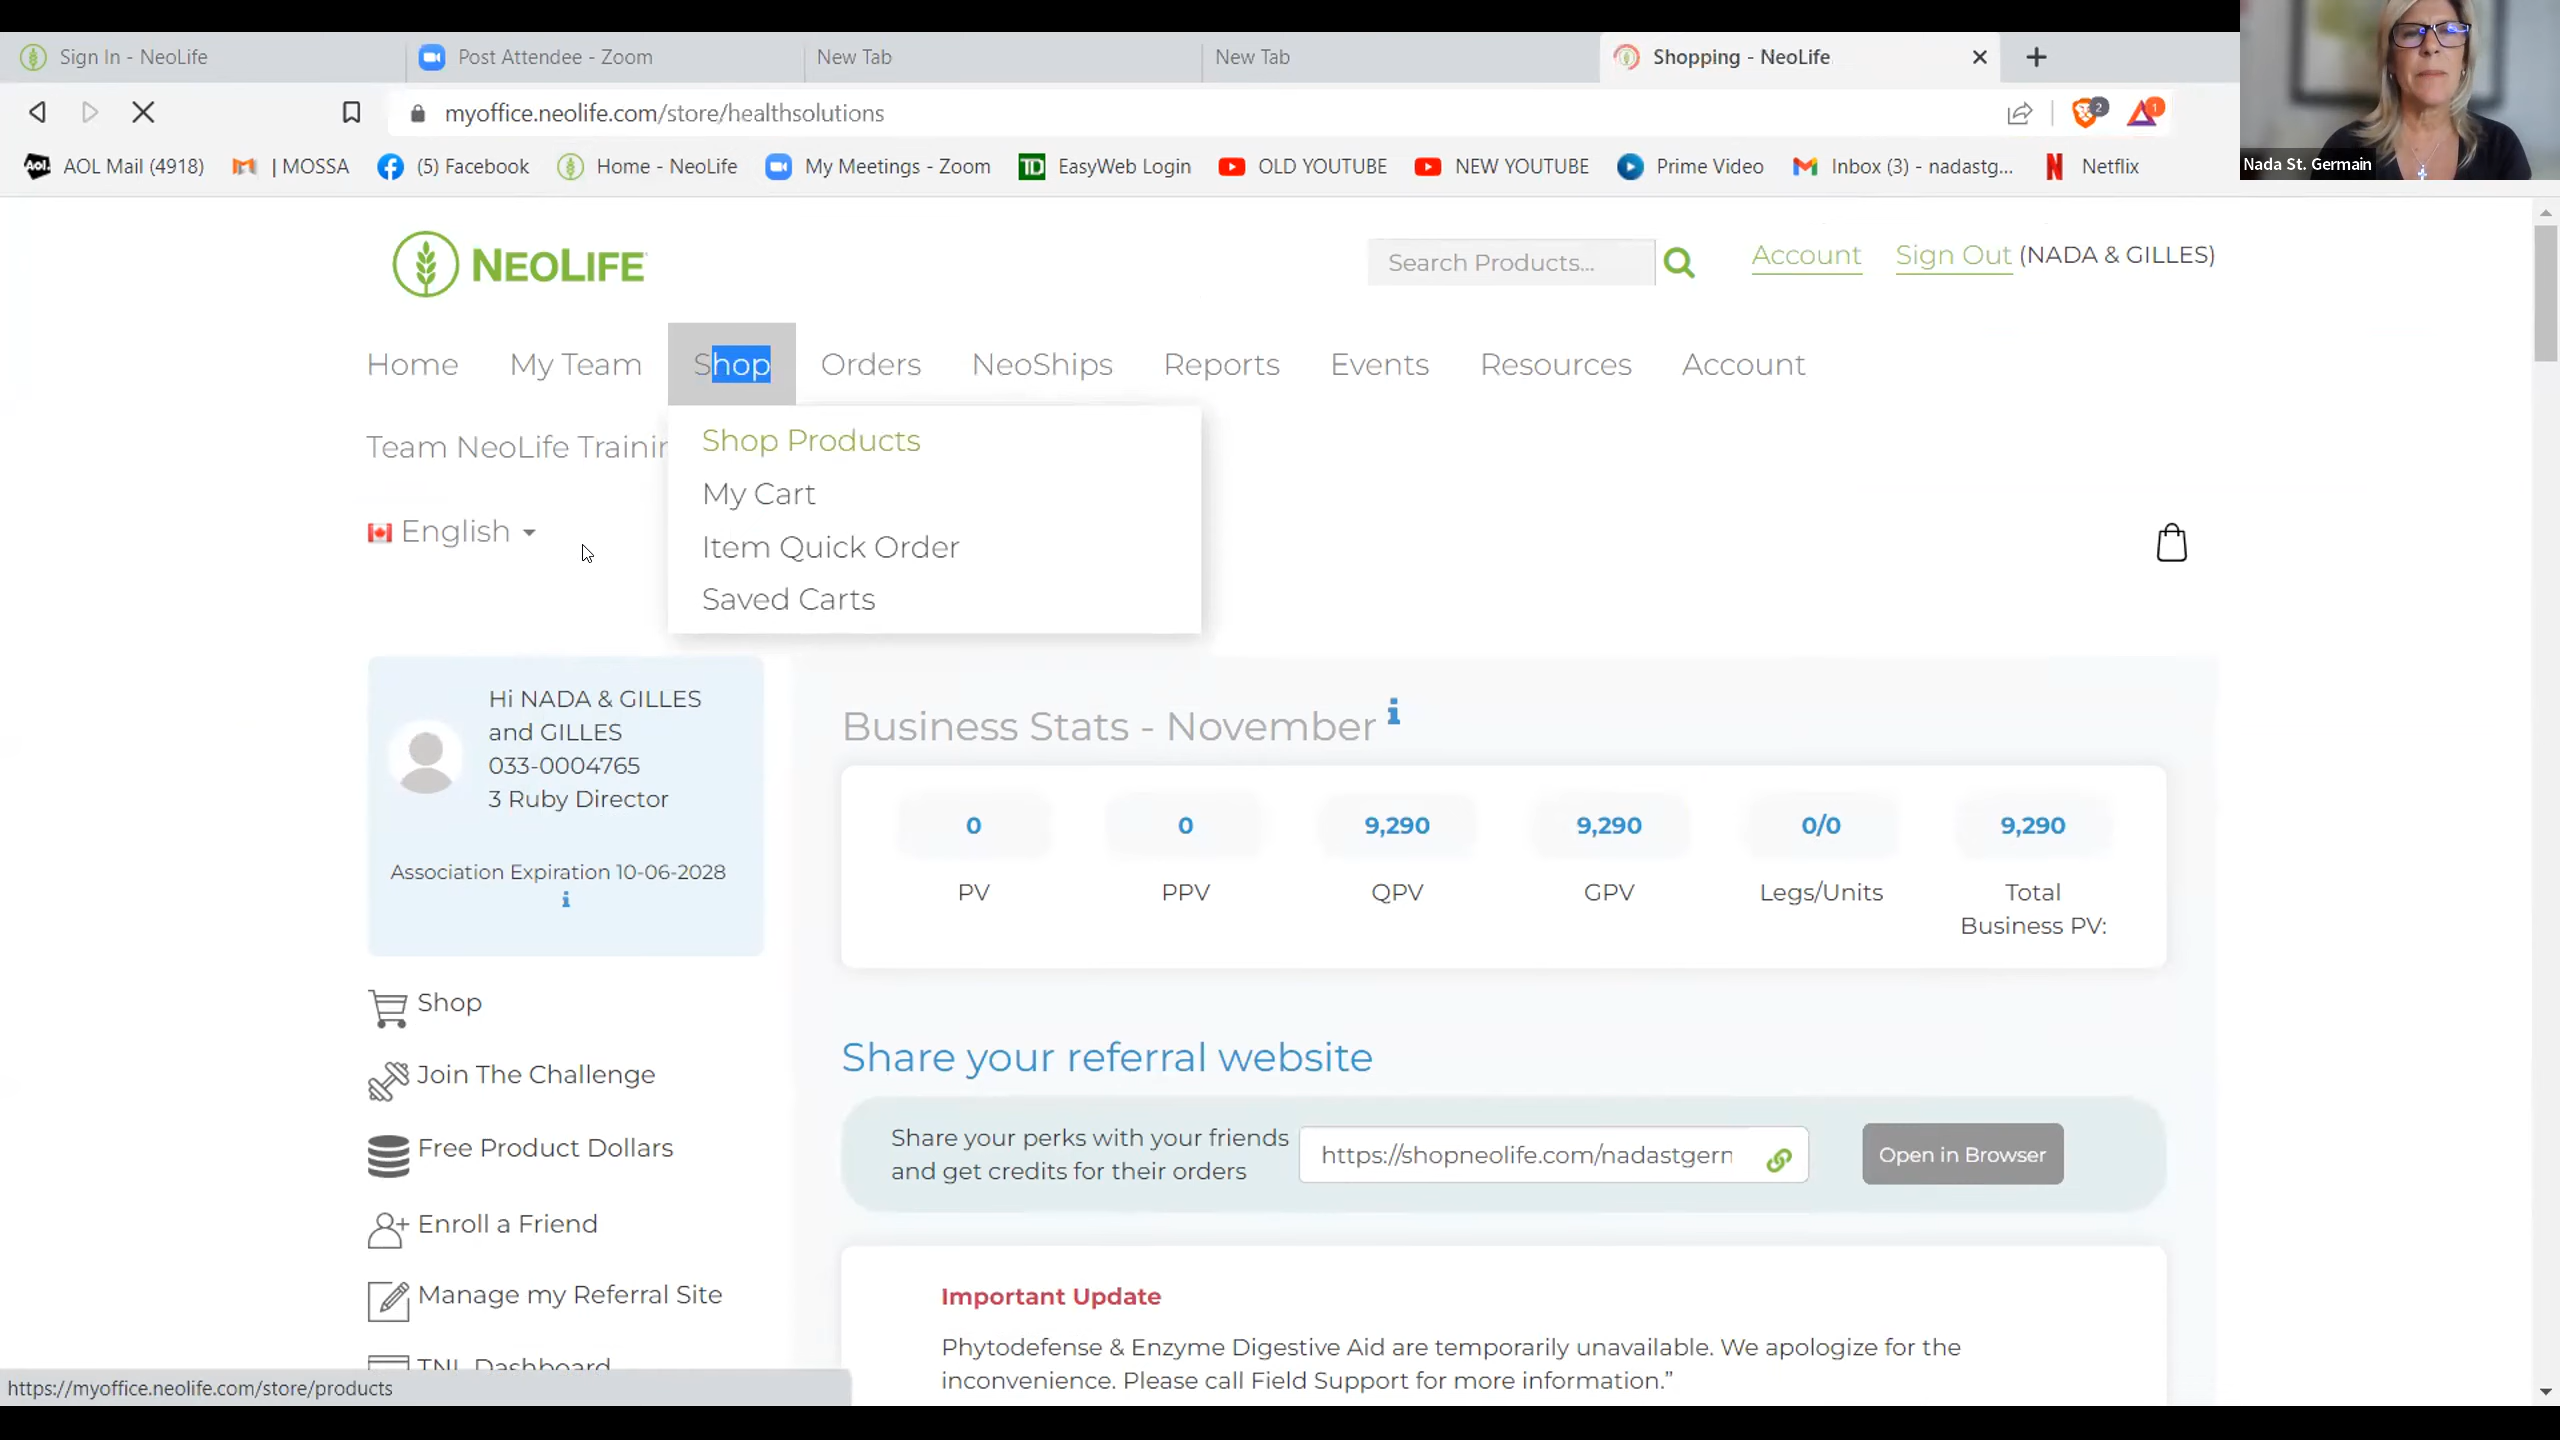 Sign In - NeoLife
Post Attendee - Zoom
New Tab
New Tab
Shopping - NeoLife
myoffice.neolife.com/store/healthsolutions
2
1
Aol.
AOL Mail (4918)
| MOSSA
(5) Facebook
Home - NeoLife
My Meetings - Zoom
TD
EasyWeb Login
OLD YOUTUBE
NEW YOUTUBE
Prime Video
Inbox (3) - nadastg...
Netflix
Nada St. Germain
NEOLIFE
Search Products...
Account
Sign Out (NADA & GILLES)
Home
My Team
Shop
Orders
NeoShips
Reports
Events
Resources
Account
Team NeoLife Trainin
Shop Products
My Cart
Item Quick Order
Saved Carts
English
Hi NADA & GILLES
and GILLES
033-0004765
3 Ruby Director
Association Expiration 10-06-2028
Business Stats - November
0
0
9,290
9,290
0/0
9,290
PV
PPV
QPV
GPV
Legs/Units
Total
Business PV:
Shop
Join The Challenge
Free Product Dollars
Enroll a Friend
Manage my Referral Site
TNL Dashboard
Share your referral website
Share your perks with your friends
and get credits for their orders
https://shopneolife.com/nadastgern
Open in Browser
Important Update
Phytodefense & Enzyme Digestive Aid are temporarily unavailable. We apologize for the
inconvenience. Please call Field Support for more information.”
https://myoffice.neolife.com/store/products